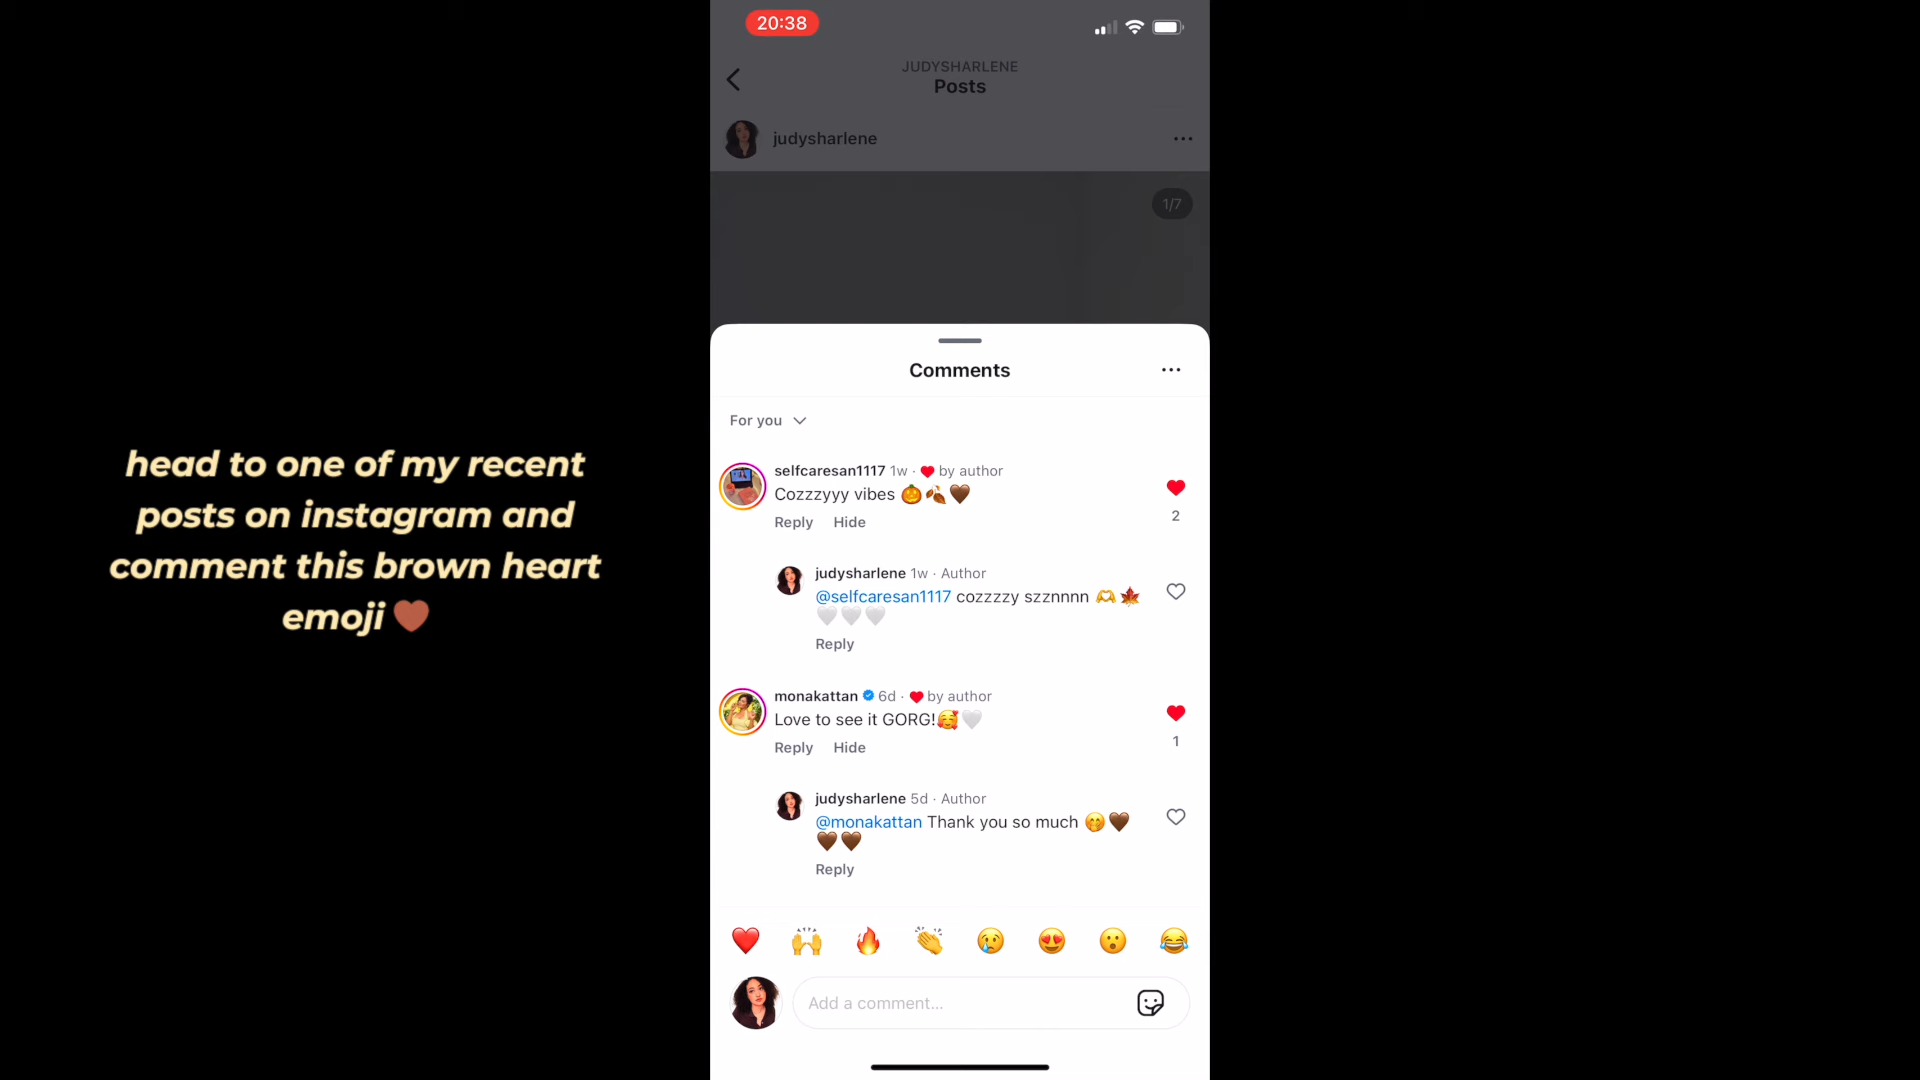 head to one of my recent
posts on instagram and
comment this brown heart
emoji 🤎
20:38
JUDYSHARLENE
Posts
judysharlene
1/7
Comments
For you
selfcaresan1117 1w · ❤️ by author
Cozzzyyy vibes 🎃🍂🤎
Reply Hide
2
judysharlene 1w · Author
@selfcaresan1117 cozzzzy szznnnn 🫶🍁
🤍🤍🤍
Reply
monakattan 6d · ❤️ by author
Love to see it GORG!🥰🤍
Reply Hide
1
judysharlene 5d · Author
@monakattan Thank you so much 🤭🤎
🤎🤎
Reply
❤️ 🙌 🔥 👏 😢 😍 😮 😂
Add a comment...